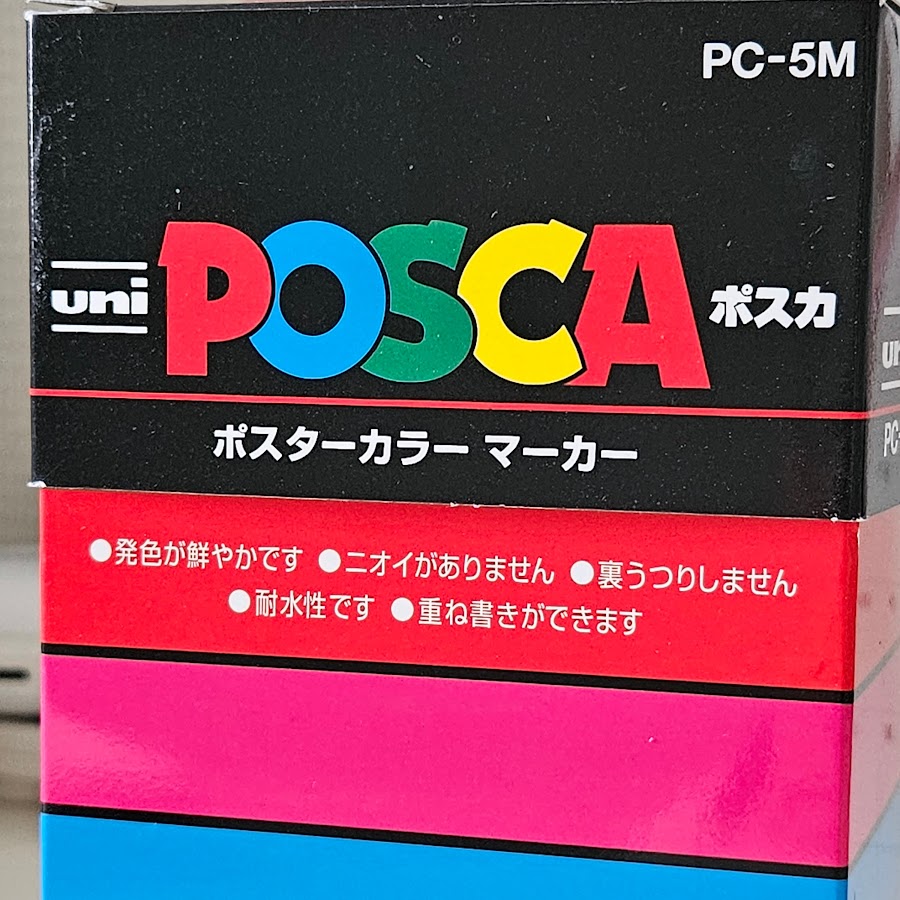 PC-5M
uni POSCA ポスカ
ポスターカラー マーカー
●発色が鮮やかです ●ニオイがありません ●裏うつりしません
●耐水性です ●重ね書きができます